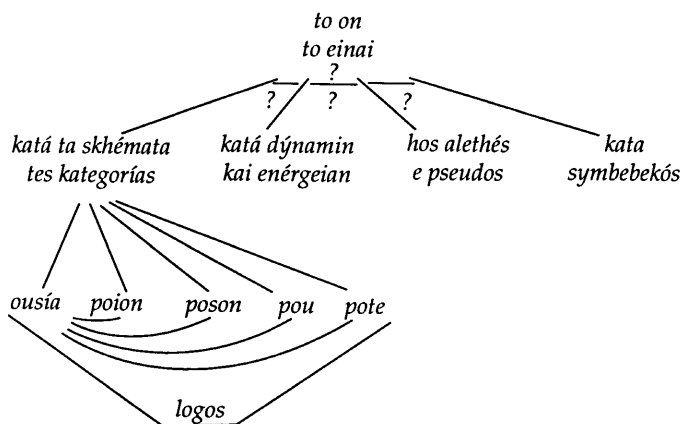 to on
to einai
?
? ? ?
katá ta skhémata katá dýnamin hos alethés kata
tes kategorías kai enérgeian e pseudos symbebekós
ousía poion poson pou pote
logos